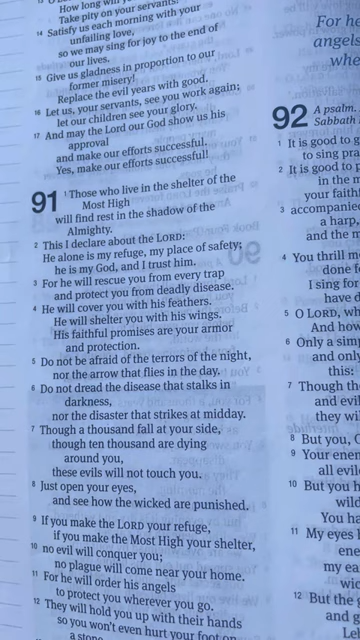 How long will
Take pity on your servants!
14 Satisfy us each morning with your
unfailing love,
so we may sing for joy to the end of
our lives.
15 Give us gladness in proportion to our
former misery!
Replace the evil years with good.
16 Let us, your servants, see you work again;
let our children see your glory.
17 And may the Lord our God show us his
approval
and make our efforts successful.
Yes, make our efforts successful!
91 1 Those who live in the shelter of the
Most High
will find rest in the shadow of the
Almighty.
2 This I declare about the LORD:
He alone is my refuge, my place of safety;
he is my God, and I trust him.
3 For he will rescue you from every trap
and protect you from deadly disease.
4 He will cover you with his feathers.
He will shelter you with his wings.
His faithful promises are your armor
and protection.
5 Do not be afraid of the terrors of the night,
nor the arrow that flies in the day.
6 Do not dread the disease that stalks in
darkness,
nor the disaster that strikes at midday.
7 Though a thousand fall at your side,
though ten thousand are dying
around you,
these evils will not touch you.
8 Just open your eyes,
and see how the wicked are punished.
9 If you make the LORD your refuge,
if you make the Most High your shelter,
10 no evil will conquer you;
no plague will come near your home.
11 For he will order his angels
to protect you wherever you go.
12 They will hold you up with their hands
so you won't even hurt your foot on
a stone.
For h
angels
whe
92 A psalm.
Sabbath
1 It is good to g
to sing pra
2 It is good to p
in the m
your faith
3 accompanie
a harp,
and the m
4 You thrill m
done f
I sing for
have d
5 O LORD, wh
And how
6 Only a simp
and only
this:
7 Though th
and evil
they wil
8 But you, O
9 Your enem
all evil
10 But you h
wild
You ha
11 My eyes
ene
my ea
wic
12 But the g
and g